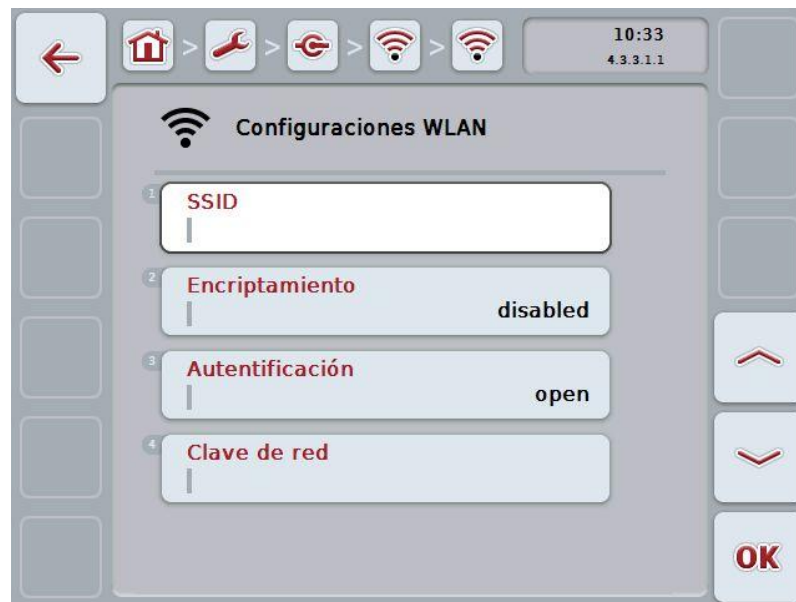 10:33
4.3.3.1.1
Configuraciones WLAN
1
SSID
2
Encriptamiento
disabled
3
Autentificación
open
4
Clave de red
OK